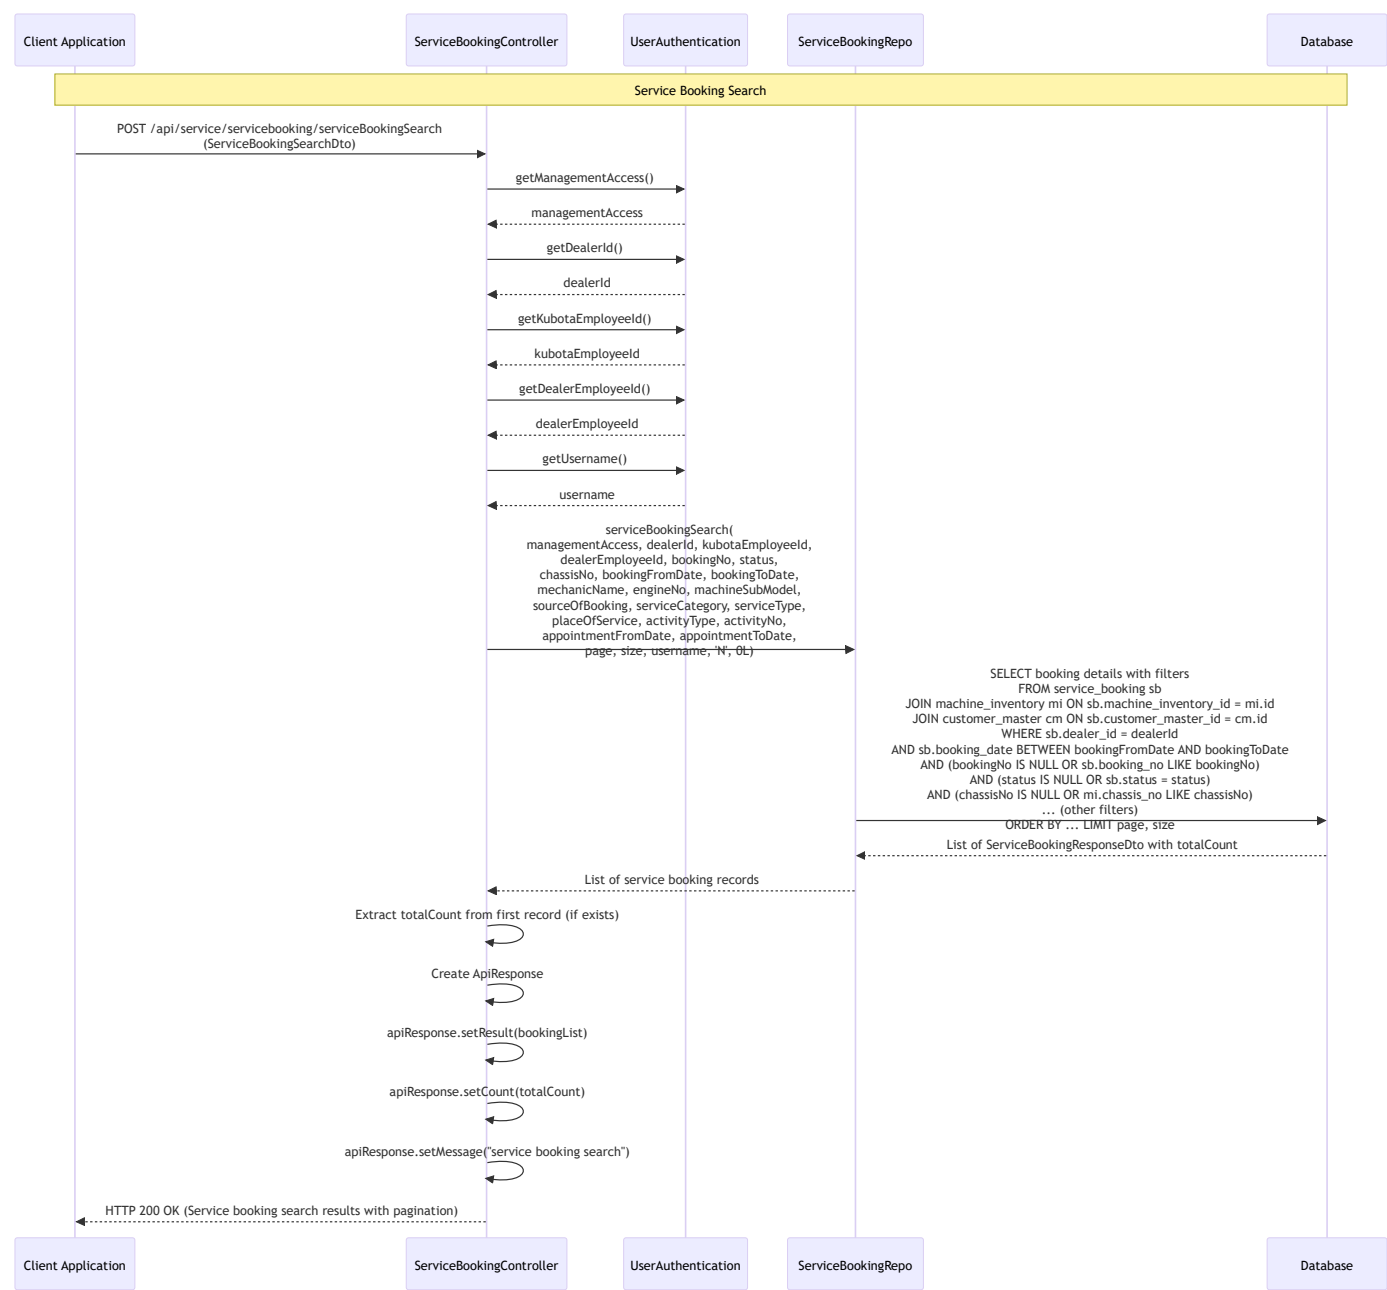 Client Application
ServiceBookingController
UserAuthentication
ServiceBookingRepo
Database
Service Booking Search
POST /api/service/servicebooking/serviceBookingSearch
(ServiceBookingSearchDto)
getManagementAccess()
managementAccess
getDealerId()
dealerId
getKubotaEmployeeId()
kubotaEmployeeId
getDealerEmployeeId()
dealerEmployeeId
getUsername()
username
serviceBookingSearch(
managementAccess, dealerId, kubotaEmployeeId,
dealerEmployeeId, bookingNo, status,
chassisNo, bookingFromDate, bookingToDate,
mechanicName, engineNo, machineSubModel,
sourceOfBooking, serviceCategory, serviceType,
placeOfService, activityType, activityNo,
appointmentFromDate, appointmentToDate,
page, size, username, 'N', 0L)
SELECT booking details with filters
FROM service_booking sb
JOIN machine_inventory mi ON sb.machine_inventory_id = mi.id
JOIN customer_master cm ON sb.customer_master_id = cm.id
WHERE sb.dealer_id = dealerId
AND sb.booking_date BETWEEN bookingFromDate AND bookingToDate
AND (bookingNo IS NULL OR sb.booking_no LIKE bookingNo)
AND (status IS NULL OR sb.status = status)
AND (chassisNo IS NULL OR mi.chassis_no LIKE chassisNo)
... (other filters)
ORDER BY ... LIMIT page, size
List of ServiceBookingResponseDto with totalCount
List of service booking records
Extract totalCount from first record (if exists)
Create ApiResponse
apiResponse.setResult(bookingList)
apiResponse.setCount(totalCount)
apiResponse.setMessage("service booking search")
HTTP 200 OK (Service booking search results with pagination)
Client Application
ServiceBookingController
UserAuthentication
ServiceBookingRepo
Database